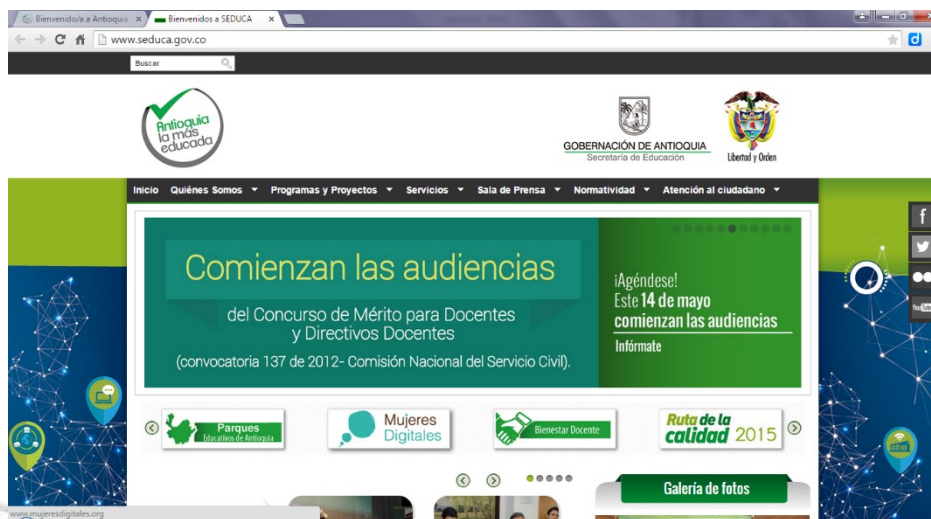 Bienvenido/a a Antioquia
Bienvenidos a SEDUCA
www.seduca.gov.co
Buscar
Antioquia
la más
educada
GOBERNACIÓN DE ANTIOQUIA
Secretaría de Educación
Libertad y Orden
Inicio Quiénes Somos Programas y Proyectos Servicios Sala de Prensa Normatividad Atención al ciudadano
Comienzan las audiencias
del Concurso de Mérito para Docentes
y Directivos Docentes
(convocatoria 137 de 2012- Comisión Nacional del Servicio Civil).
¡Agéndese!
Este 14 de mayo
comienzan las audiencias
Infórmate
You Tube
Parques
Educativos de Antioquia
Mujeres
Digitales
Bienestar Docente
Ruta de la
calidad 2015
Galería de fotos
www.mujeresdigitales.org